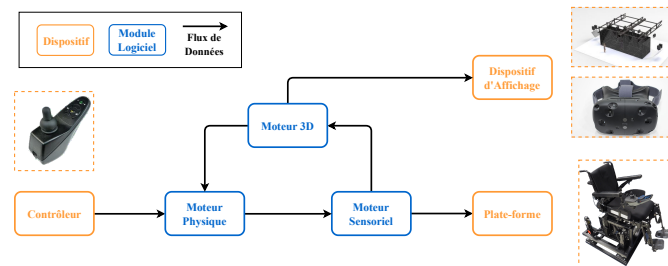 Dispositif
Module
Logiciel
Flux de
Données
Dispositif
d'Affichage
Moteur 3D
Contrôleur
Moteur
Physique
Moteur
Sensoriel
Plate-forme